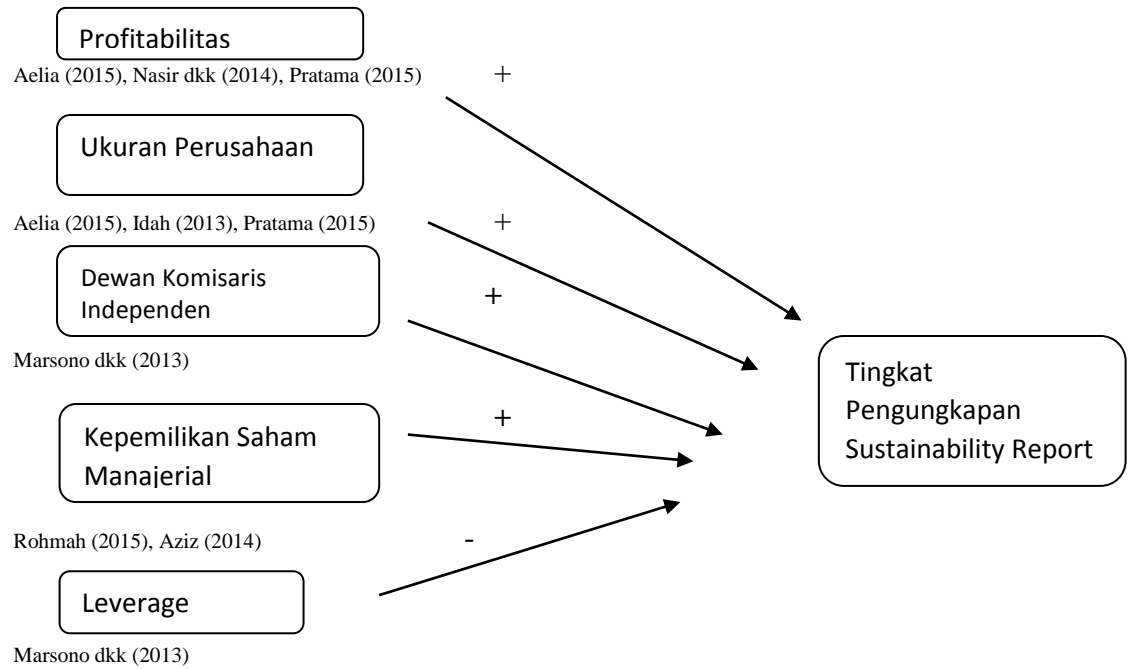 Profitabilitas
Aelia (2015), Nasir dkk (2014), Pratama (2015)
+
Ukuran Perusahaan
Aelia (2015), Idah (2013), Pratama (2015)
+
Dewan Komisaris
Independen
+
Marsono dkk (2013)
Kepemilikan Saham
Manajerial
+
Rohmah (2015), Aziz (2014)
-
Leverage
Marsono dkk (2013)
Tingkat
Pengungkapan
Sustainability Report